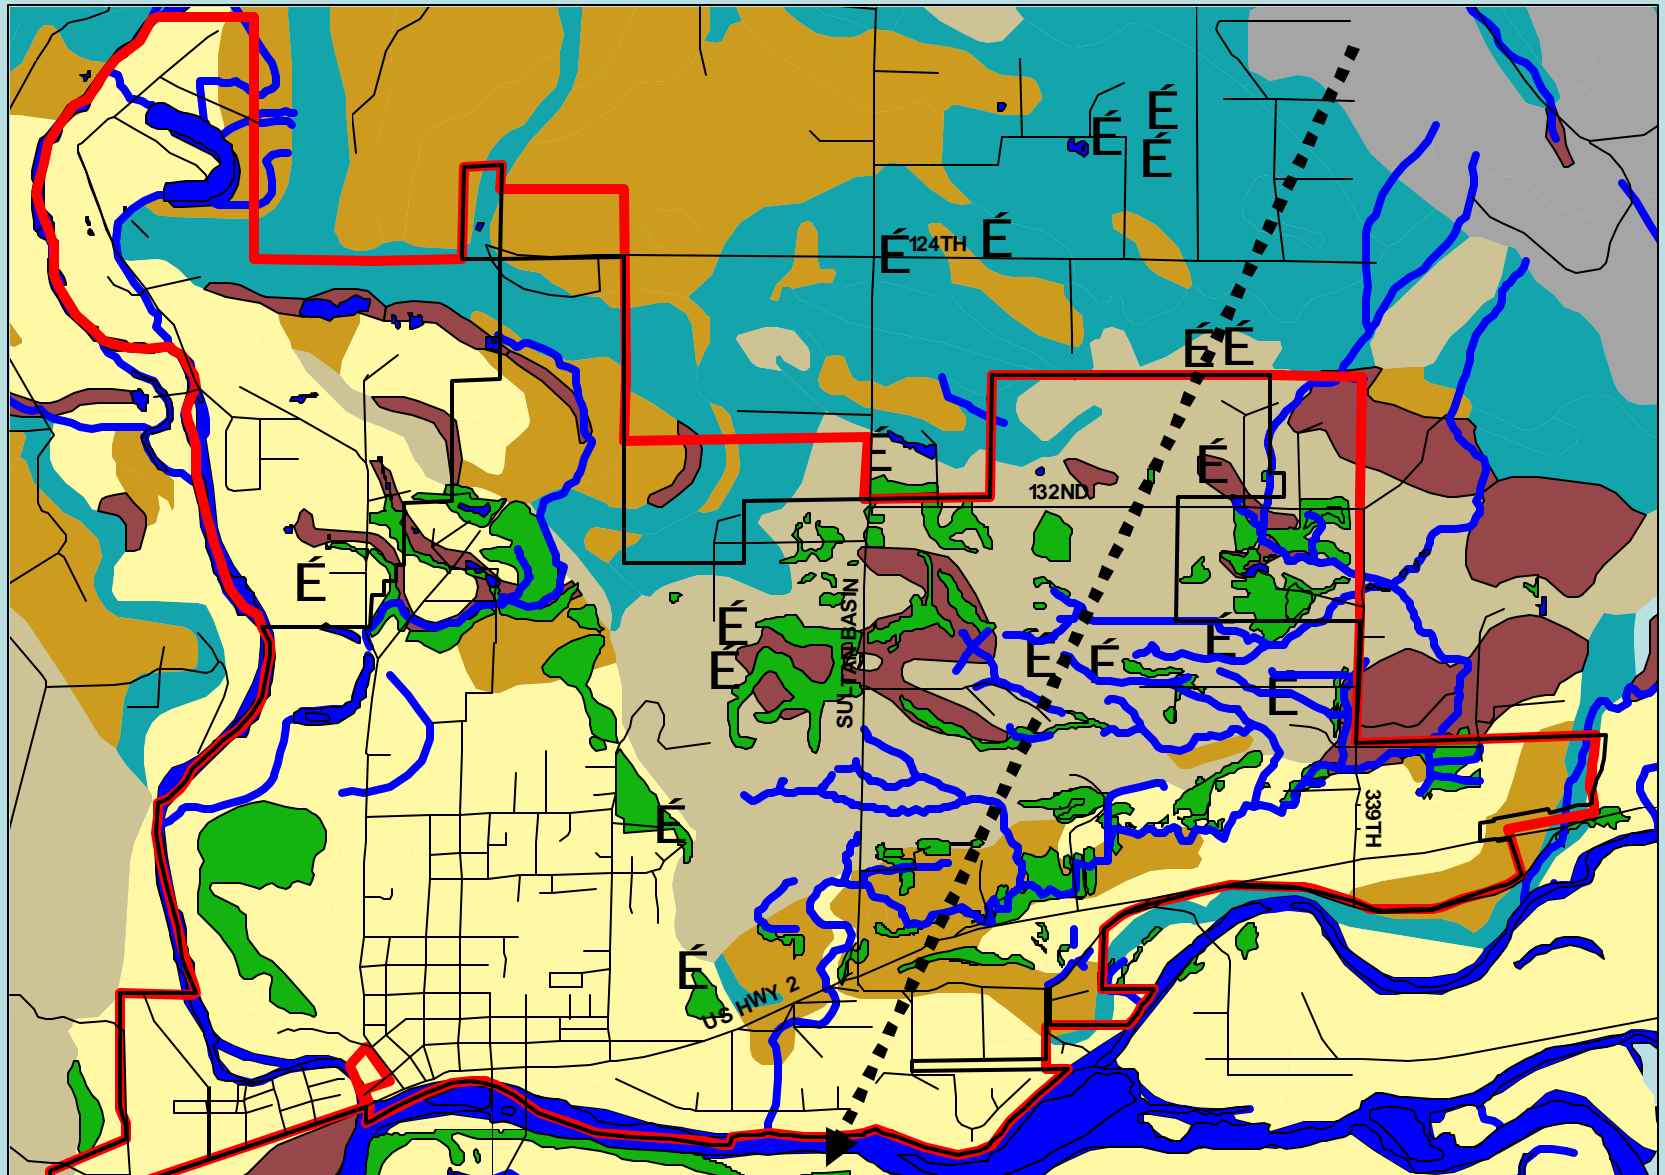 É
É
É
É 124TH É
É É
É
É
132ND
É
É
É
É
É
É
É
É
SULTAN BASIN
339TH
É
É
US HWY 2